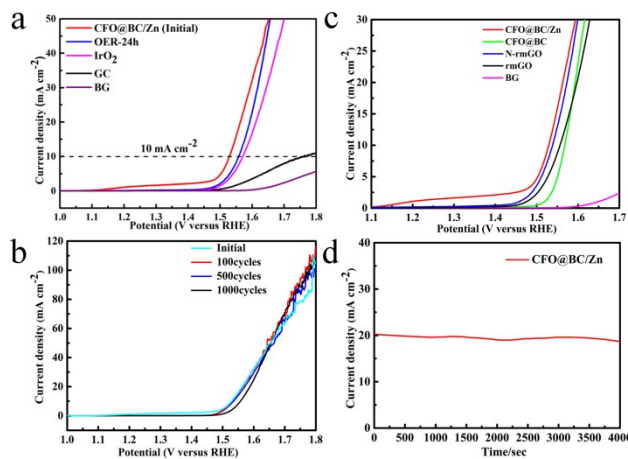 a
CFO@BC/Zn (Initial)
OER-24h
IrO2
GC
BG
10 mA cm-2
Current density (mA cm-2)
50
45
40
35
30
25
20
15
10
5
0
1.0 1.1 1.2 1.3 1.4 1.5 1.6 1.7 1.8
Potential (V versus RHE)
c
CFO@BC/Zn
CFO@BC
N-rmGO
rmGO
BG
Current density (mA cm-2)
30
25
20
15
10
5
0
1.1 1.2 1.3 1.4 1.5 1.6 1.7
Potential (V versus RHE)
b
Initial
100cycles
500cycles
1000cycles
Current density (mA cm-2)
120
100
80
60
40
20
0
1.0 1.1 1.2 1.3 1.4 1.5 1.6 1.7 1.8
Potential (V versus RHE)
d
CFO@BC/Zn
Current density (mA cm-2)
40
30
20
10
0
0 500 1000 1500 2000 2500 3000 3500 4000
Time/sec